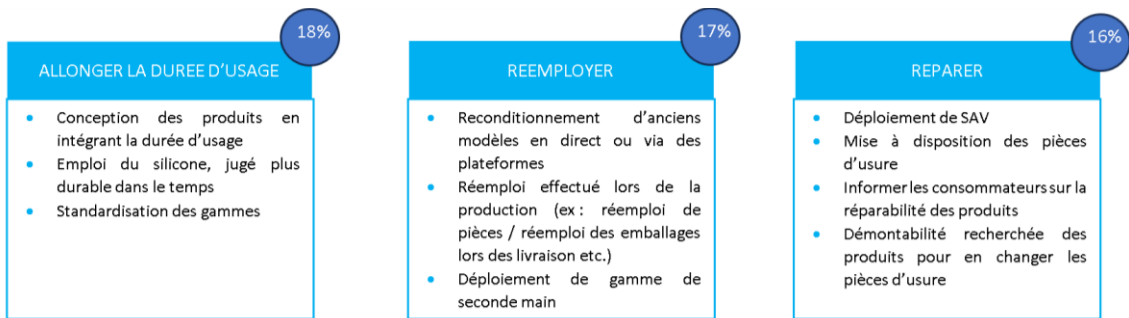 18%
ALLONGER LA DUREE D'USAGE
• Conception des produits en
intégrant la durée d'usage
• Emploi du silicone, jugé plus
durable dans le temps
• Standardisation des gammes
17%
REEMPLOYER
• Reconditionnement d'anciens
modèles en direct ou via des
plateformes
• Réemploi effectué lors de la
production (ex : réemploi de
pièces / réemploi des emballages
lors des livraison etc.)
• Déploiement de gamme de
seconde main
16%
REPARER
• Déploiement de SAV
• Mise à disposition des pièces
d'usure
• Informer les consommateurs sur la
réparabilité des produits
• Démontabilité recherchée des
produits pour en changer les
pièces d'usure